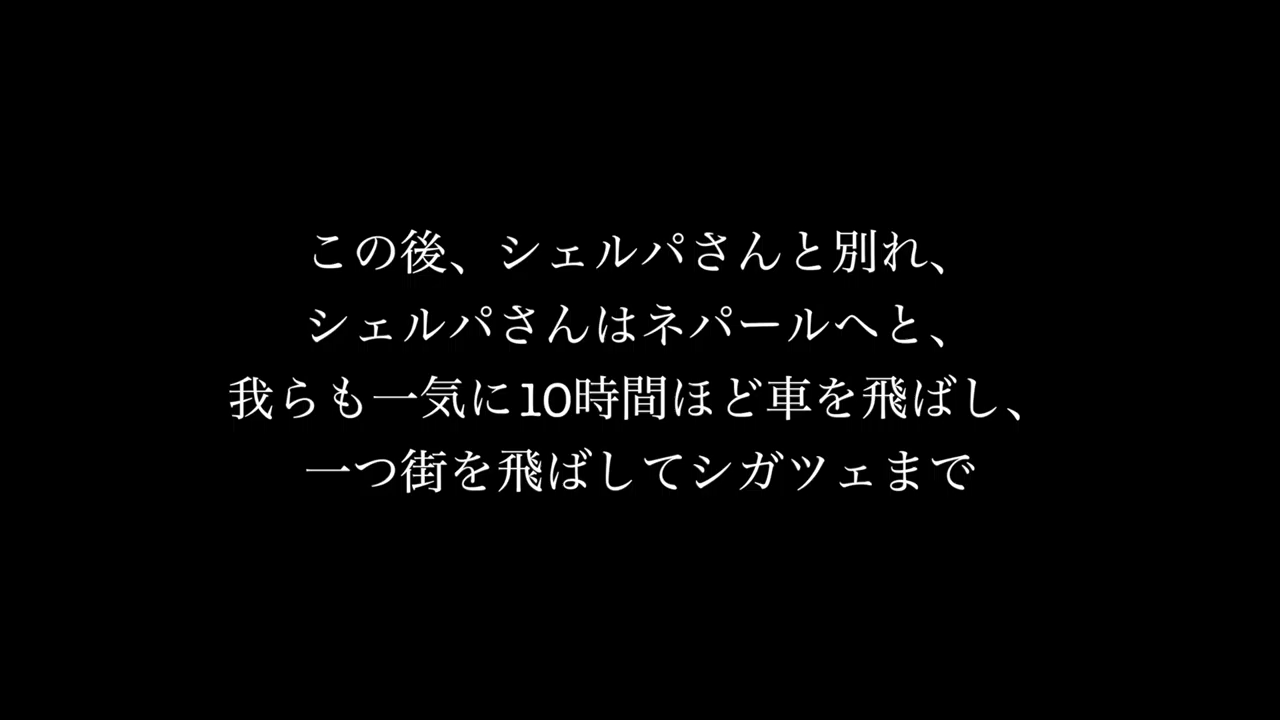 この後、シェルパさんと別れ、
シェルパさんはネパールへと、
我らも一気に10時間ほど車を飛ばし、
一つ街を飛ばしてシガツェまで